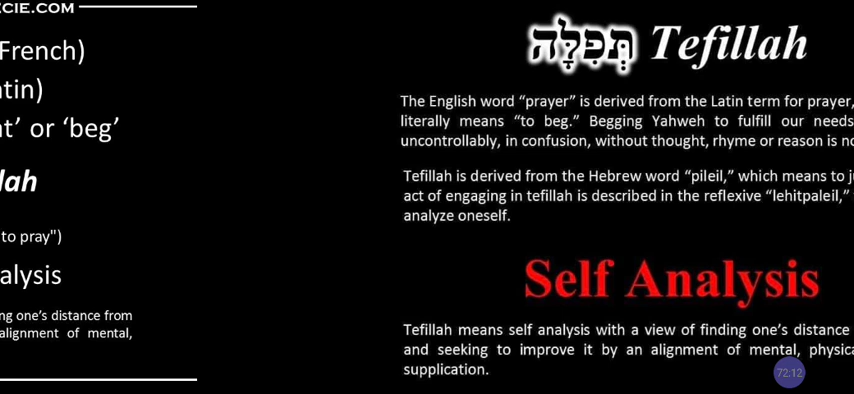 ECIE.COM
French)
atin)
at’ or ‘beg’
lah
to pray")
alysis
ng one’s distance from
alignment of mental,
תְּפִלָּה Tefillah
The English word “prayer” is derived from the Latin term for prayer,
literally means “to beg.” Begging Yahweh to fulfill our needs
uncontrollably, in confusion, without thought, rhyme or reason is no
Tefillah is derived from the Hebrew word “pileil,” which means to ju
act of engaging in tefillah is described in the reflexive “lehitpaleil,”
analyze oneself.
Self Analysis
Tefillah means self analysis with a view of finding one’s distance
and seeking to improve it by an alignment of mental, physica
supplication.
72:12